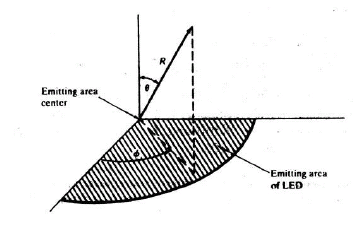 R
θ
Emitting area
center
ϕ
Emitting area
of LED